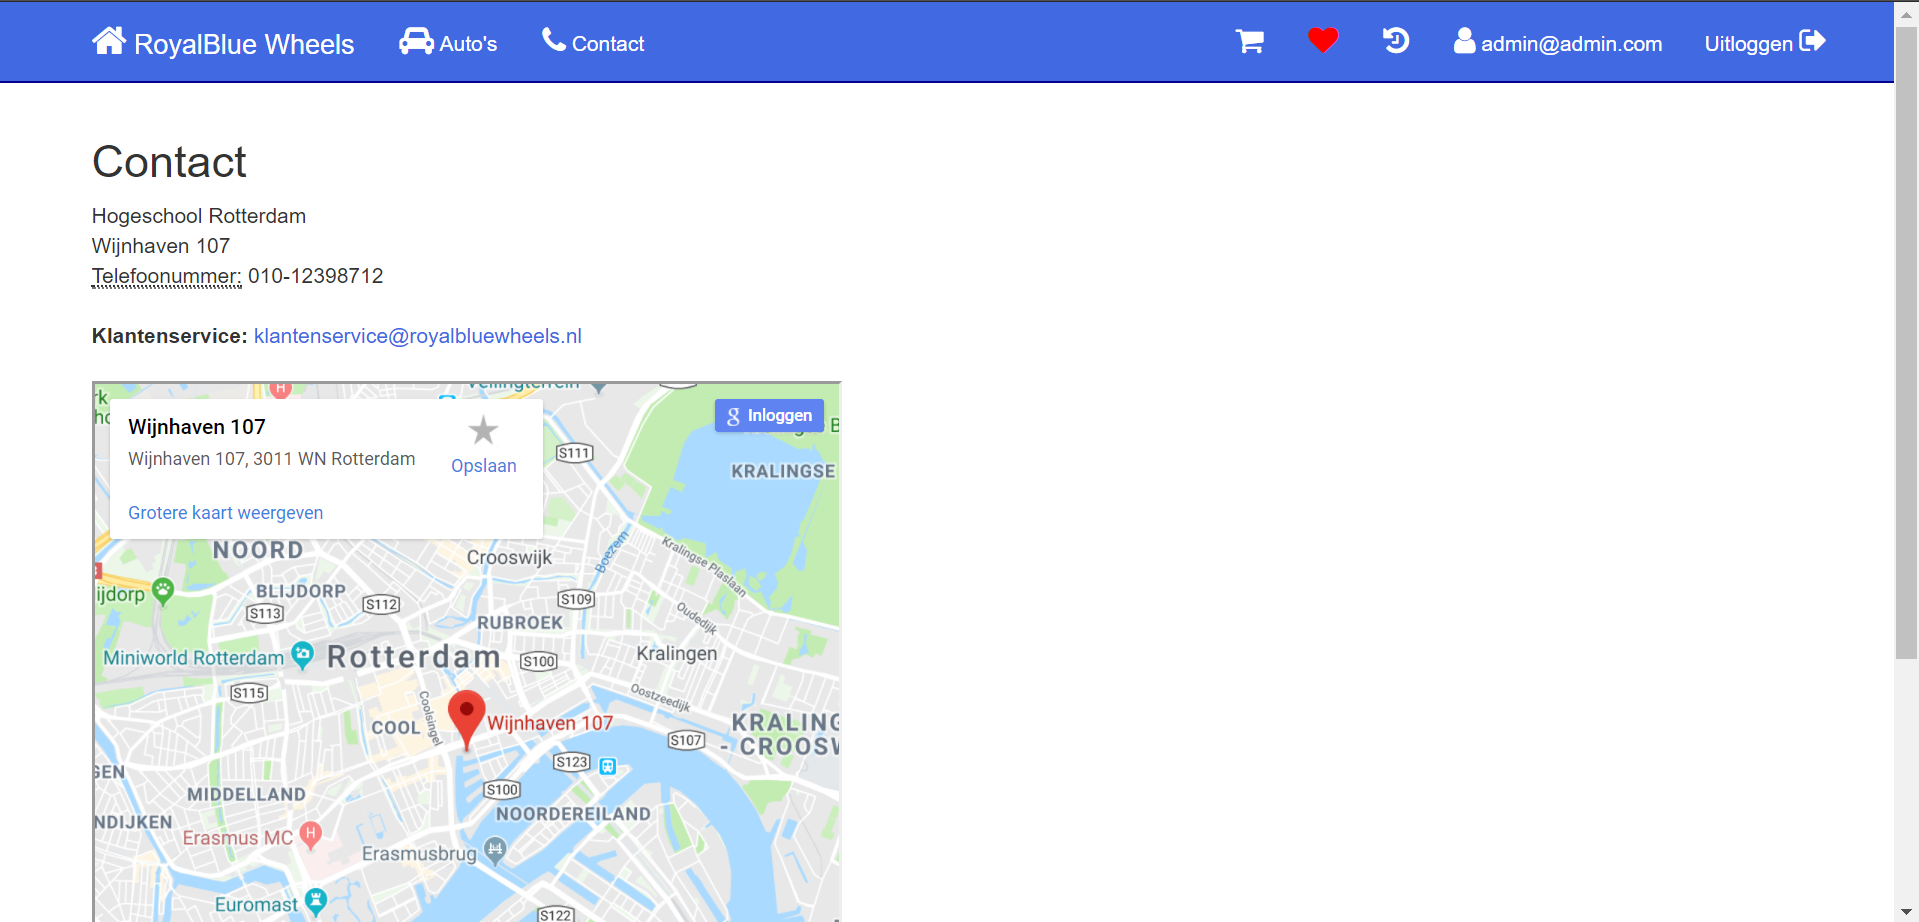 RoyalBlue Wheels
Auto's
Contact
admin@admin.com
Uitloggen
Contact
Hogeschool Rotterdam
Wijnhaven 107
Telefoonummer: 010-12398712
Klantenservice: klantenservice@royalbluewheels.nl
Wijnhaven 107
Wijnhaven 107, 3011 WN Rotterdam
Opslaan
Grotere kaart weergeven
Inloggen
S111
KRALINGSE
NOORD
Crooswijk
Boezem
Kralingse Plaslaan
ijdorp
BLIJDORP
S113
S112
S109
Oudedijk
RUBROEK
Miniworld Rotterdam
Rotterdam
S100
Kralingen
S115
Coolsingel
Oostzeedijk
COOL
Wijnhaven 107
KRALING
- CROOSW
S107
S123
GEN
MIDDELLAND
S100
NOORDEREILAND
NDIJKEN
Erasmus MC
Erasmusbrug
Euromast
S122